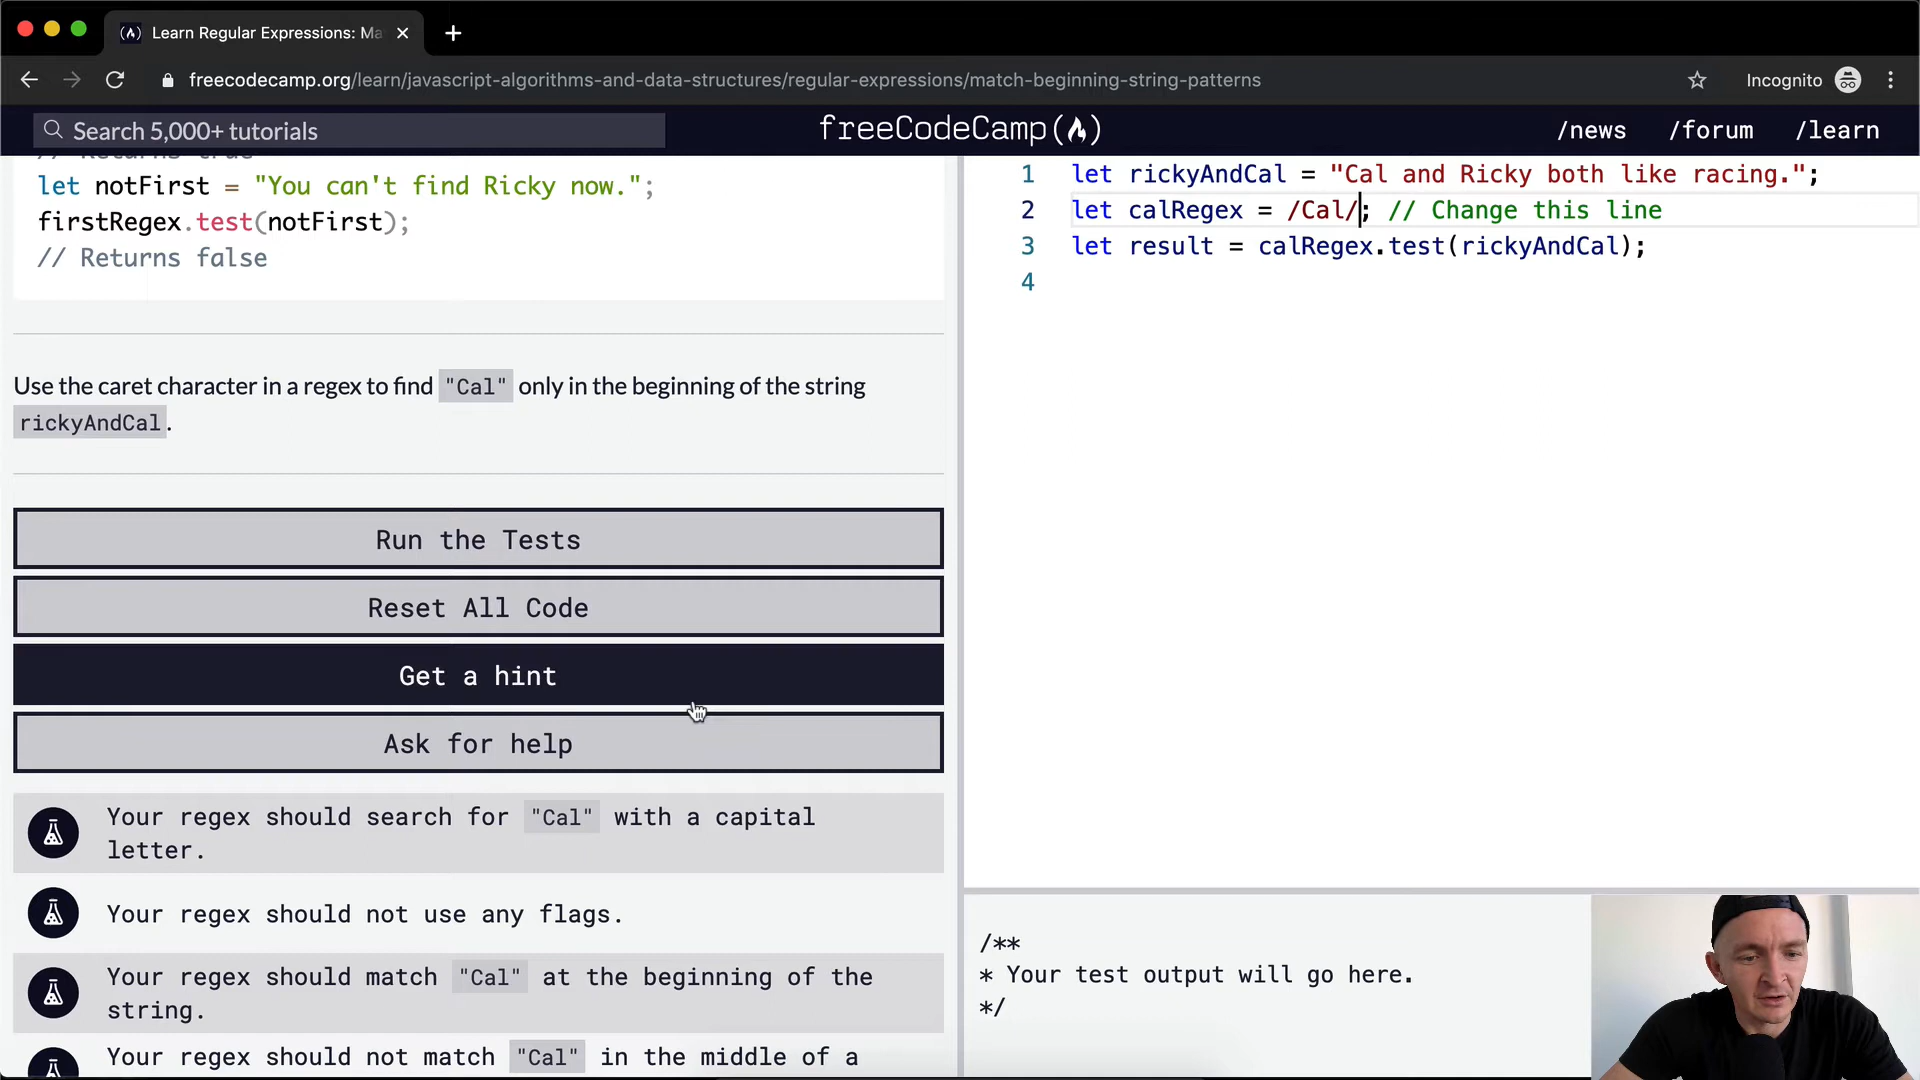 Learn Regular Expressions: Ma
freecodecamp.org/learn/javascript-algorithms-and-data-structures/regular-expressions/match-beginning-string-patterns
Incognito
Search 5,000+ tutorials
freeCodeCamp
/news /forum /learn
// Returns true
let notFirst = "You can't find Ricky now.";
firstRegex.test(notFirst);
// Returns false
Use the caret character in a regex to find "Cal" only in the beginning of the string
rickyAndCal.
Run the Tests
Reset All Code
Get a hint
Ask for help
Your regex should search for "Cal" with a capital
letter.
Your regex should not use any flags.
Your regex should match "Cal" at the beginning of the
string.
Your regex should not match "Cal" in the middle of a
1 let rickyAndCal = "Cal and Ricky both like racing.";
2 let calRegex = /Cal/; // Change this line
3 let result = calRegex.test(rickyAndCal);
4
/**
* Your test output will go here.
*/